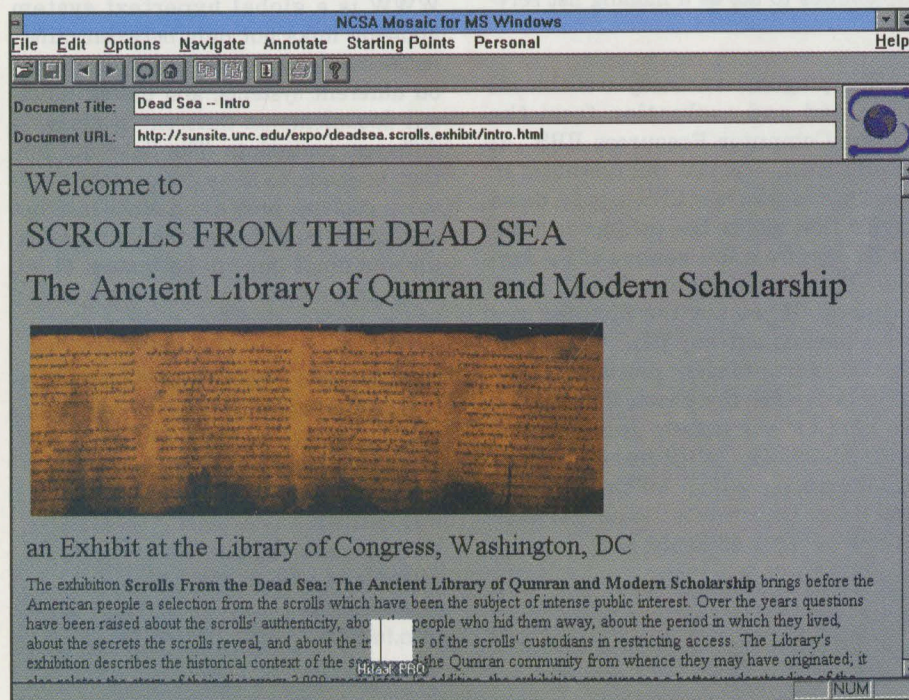 NCSA Mosaic for MS Windows
File Edit Options Navigate Annotate Starting Points Personal Help
Document Title: Dead Sea -- Intro
Document URL: http://sunsite.unc.edu/expo/deadsea.scrolls.exhibit/intro.html
Welcome to
SCROLLS FROM THE DEAD SEA
The Ancient Library of Qumran and Modern Scholarship
an Exhibit at the Library of Congress, Washington, DC
The exhibition Scrolls From the Dead Sea: The Ancient Library of Qumran and Modern Scholarship brings before the
American people a selection from the scrolls which have been the subject of intense public interest. Over the years questions
have been raised about the scrolls' authenticity, people who hid them away, about the period in which they lived,
about the secrets the scrolls reveal, and about the of the scrolls' custodians in restricting access. The Library's
exhibition describes the historical context of the the Qumran community from whence they may have originated; it
NUM